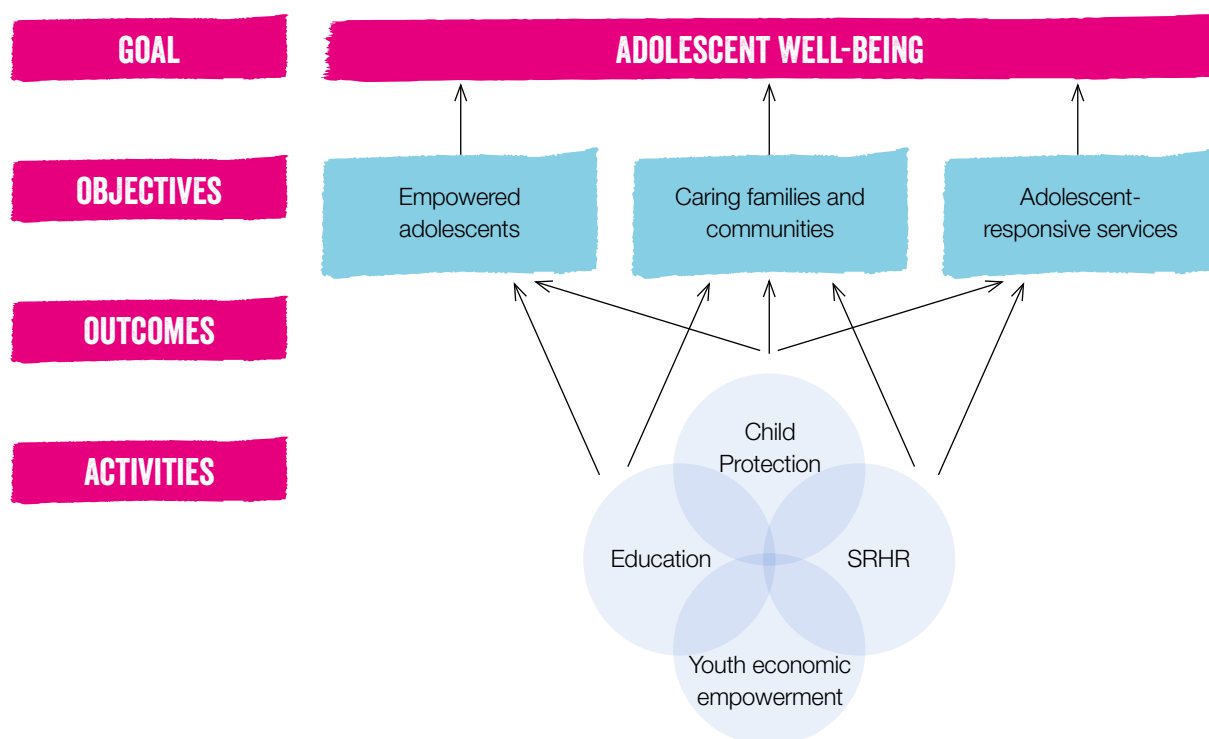 GOAL
ADOLESCENT WELL-BEING
OBJECTIVES
Empowered
adolescents
Caring families and
communities
Adolescent-
responsive services
OUTCOMES
ACTIVITIES
Child
Protection
Education
SRHR
Youth economic
empowerment